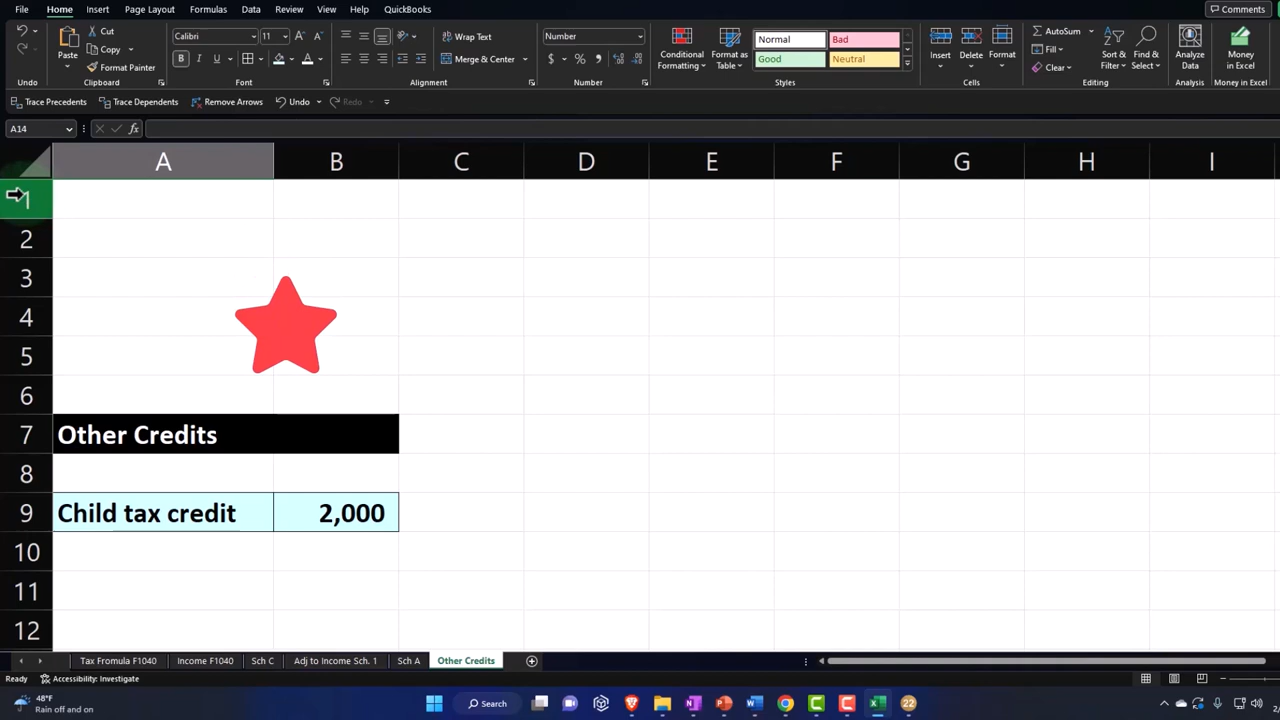 File Home Insert Page Layout Formulas Data Review View Help QuickBooks Comments
Cut Calibri 11 Wrap Text Number Normal Bad AutoSum
Copy Paste Merge & Center Conditional Formatting Format as Table Good Neutral Insert Delete Format Fill Clear Sort & Filter Find & Select Analyze Data Money in Excel
Undo Clipboard Font Alignment Number Styles Cells Editing Analysis Money in Excel
Trace Precedents Trace Dependents Remove Arrows Undo Redo
A14 fx
A B C D E F G H I
1
2
3
4
5
6
7 Other Credits
8
9 Child tax credit 2,000
10
11
12
Tax Fromula F1040 Income F1040 Sch C Adj to Income Sch. 1 Sch A Other Credits
Ready Accessibility: Investigate
48°F
Rain off and on
Search
22